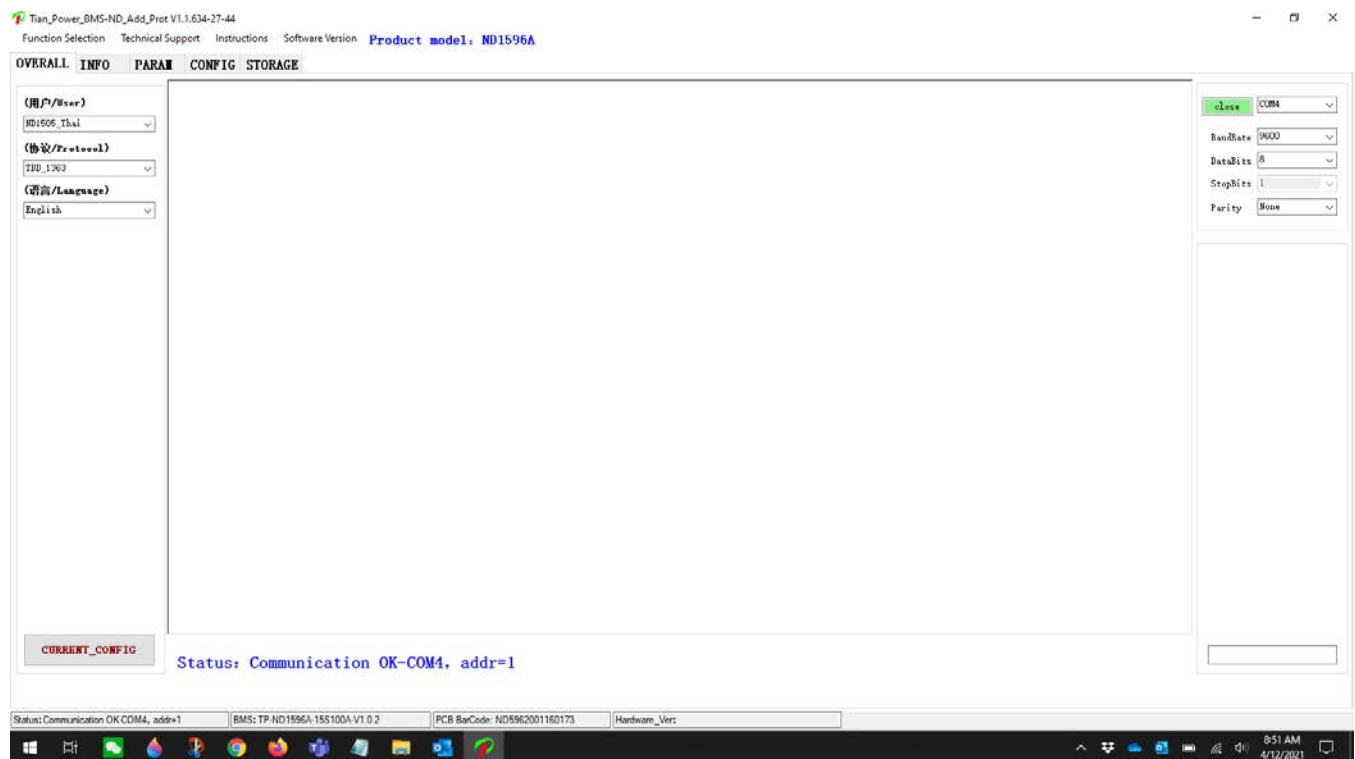 Tian_Power_BMS-ND_Add_Prot V1.1.634-27-44
Function Selection Technical Support Instructions Software Version Product model: ND1596A
OVERALL INFO PARAM CONFIG STORAGE
(用户/User)
ND1505_Thai
(协议/Protocol)
TBD_1363
(语言/Language)
English
CURRENT_CONFIG
Status: Communication OK-COM4, addr=1
close COM4
BaudRate 9600
DataBits 8
StopBits 1
Parity None
Status: Communication OK-COM4, addr=1 BMS: TP-ND1596A-15S100A-V1.0.2 PCB BarCode: ND5962001160173 Hardware_Ver:
8:51 AM
4/12/2021